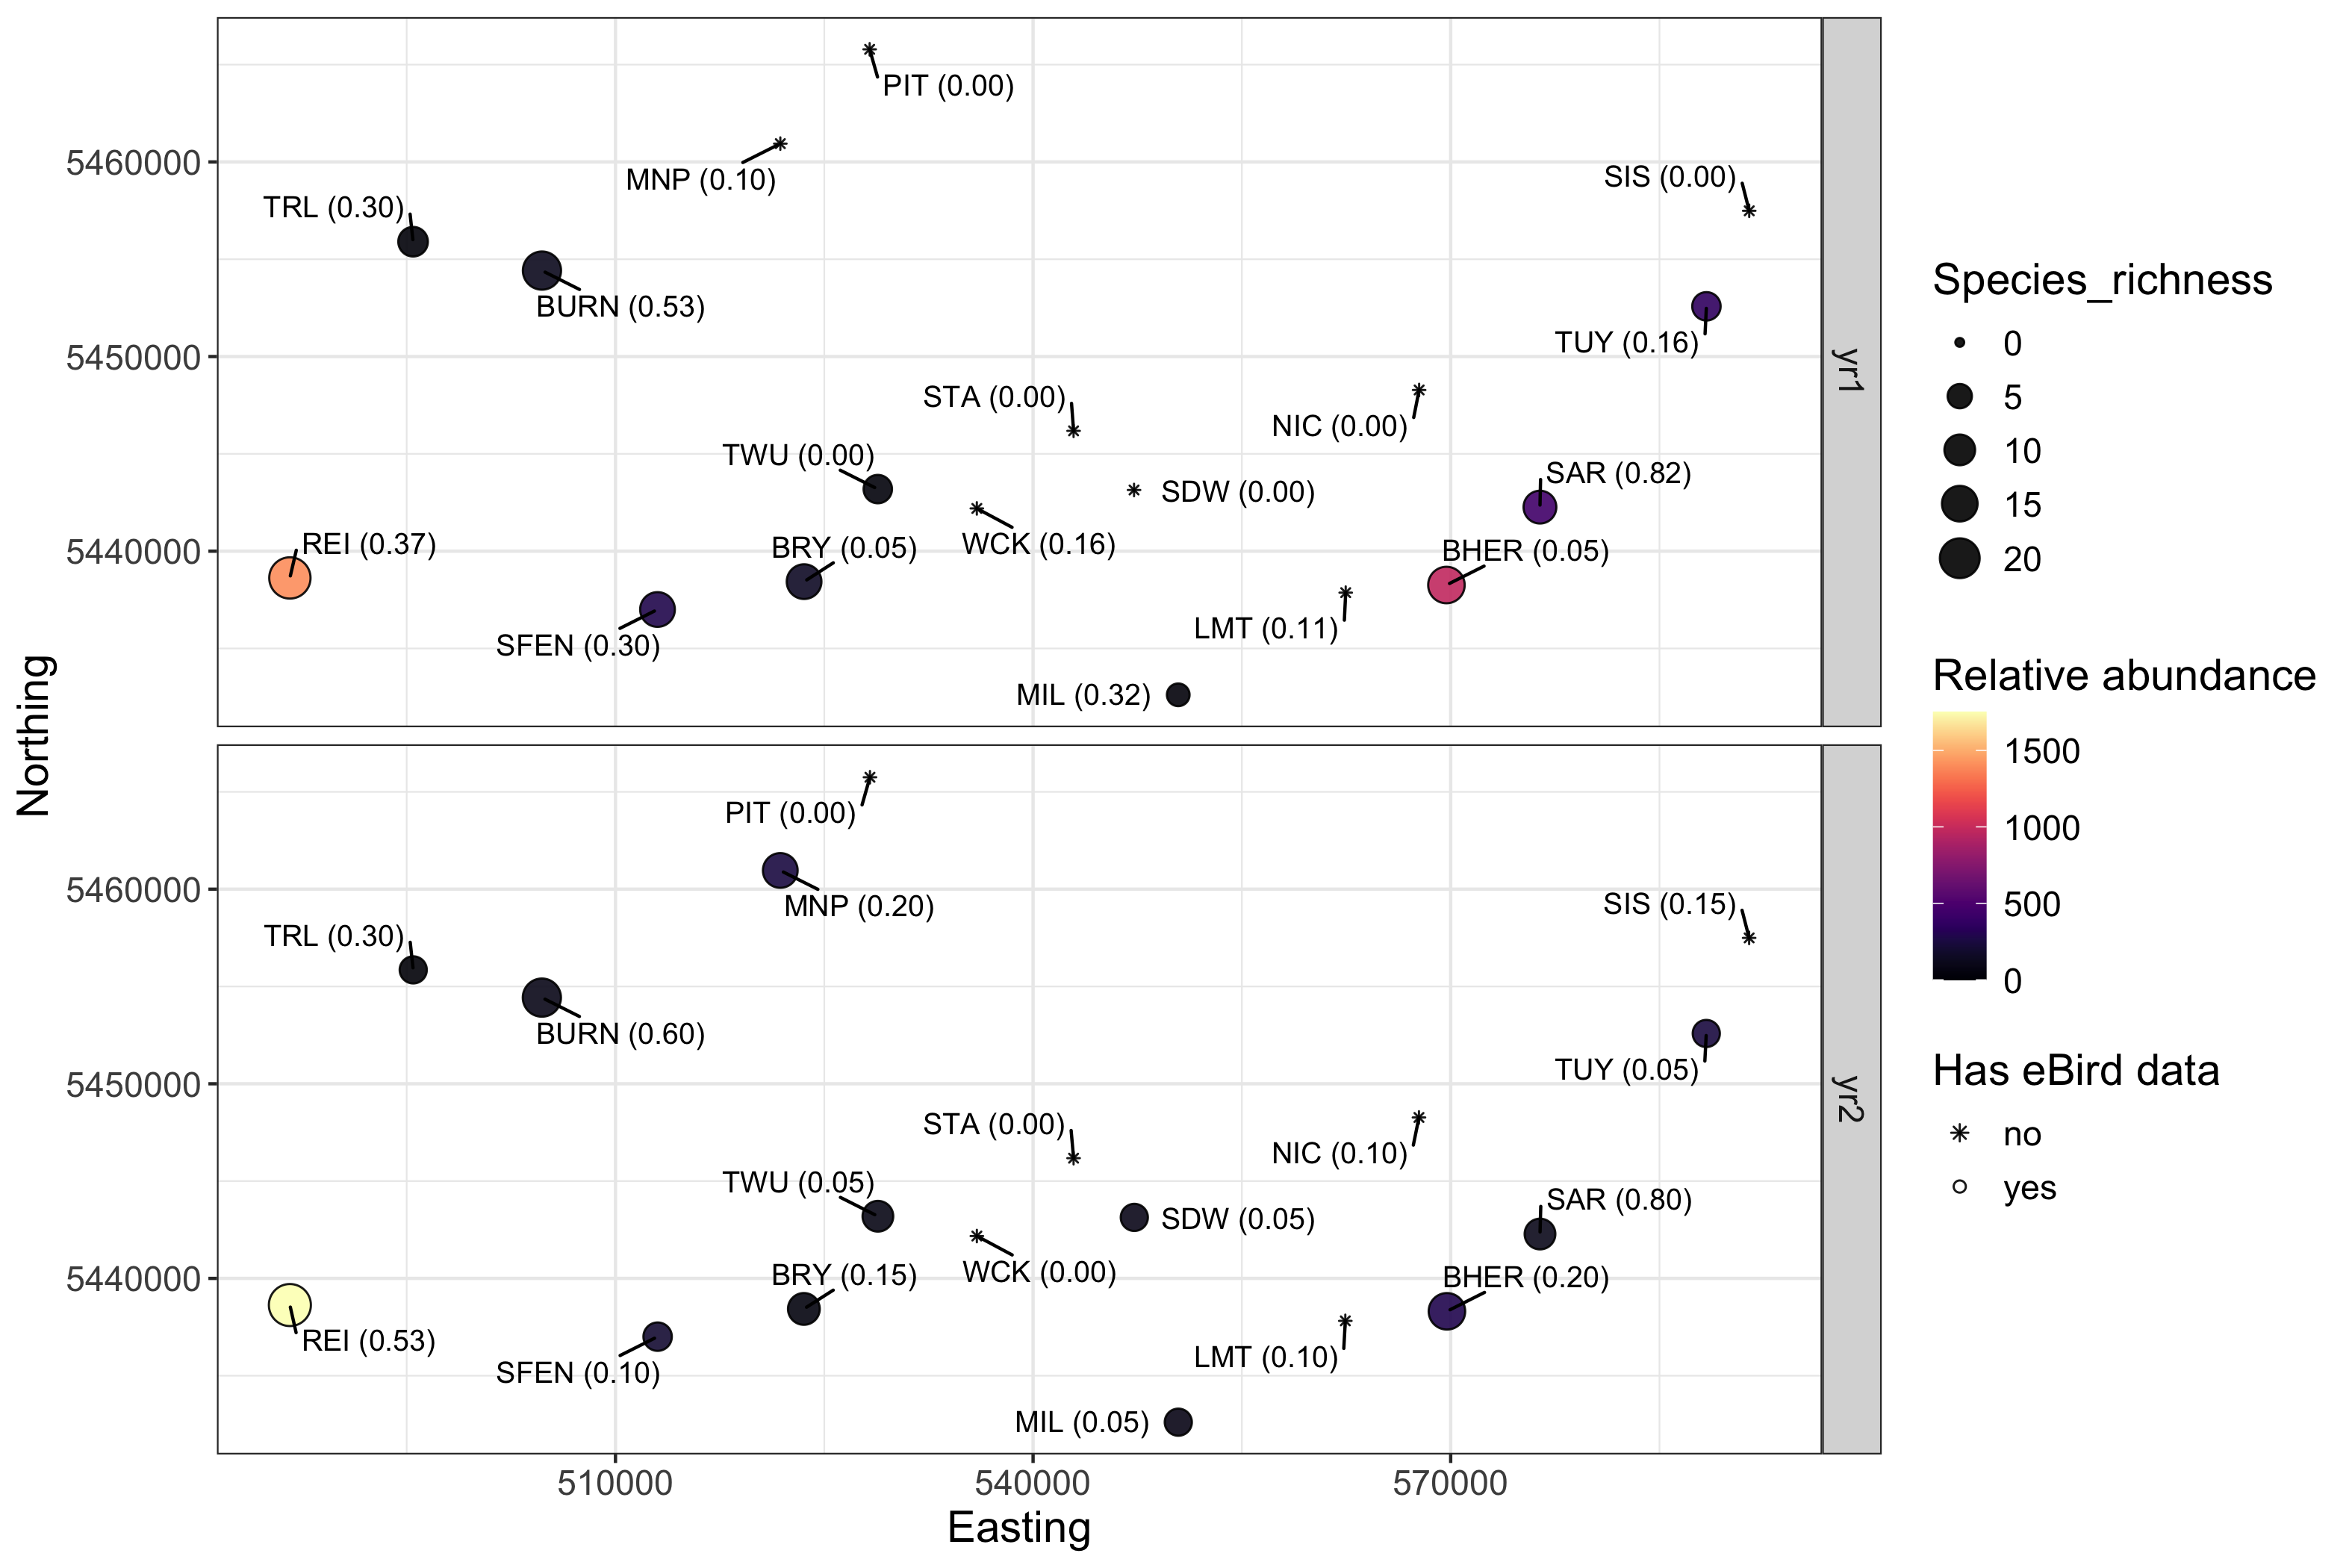 PIT (0.00)
5460000
MNP (0.10)
SIS (0.00)
TRL (0.30)
BURN (0.53)
TUY (0.16)
5450000
yr1
STA (0.00)
NIC (0.00)
TWU (0.00)
SAR (0.82)
SDW (0.00)
REI (0.37)
BRY (0.05)
WCK (0.16)
5440000
BHER (0.05)
LMT (0.11)
SFEN (0.30)
MIL (0.32)
Northing
PIT (0.00)
5460000
MNP (0.20)
SIS (0.15)
TRL (0.30)
BURN (0.60)
TUY (0.05)
5450000
yr2
STA (0.00)
NIC (0.10)
TWU (0.05)
SAR (0.80)
SDW (0.05)
BRY (0.15)
WCK (0.00)
5440000
BHER (0.20)
REI (0.53)
LMT (0.10)
SFEN (0.10)
MIL (0.05)
510000
540000
570000
Easting
Species_richness
0
5
10
15
20
Relative abundance
1500
1000
500
0
Has eBird data
no
yes